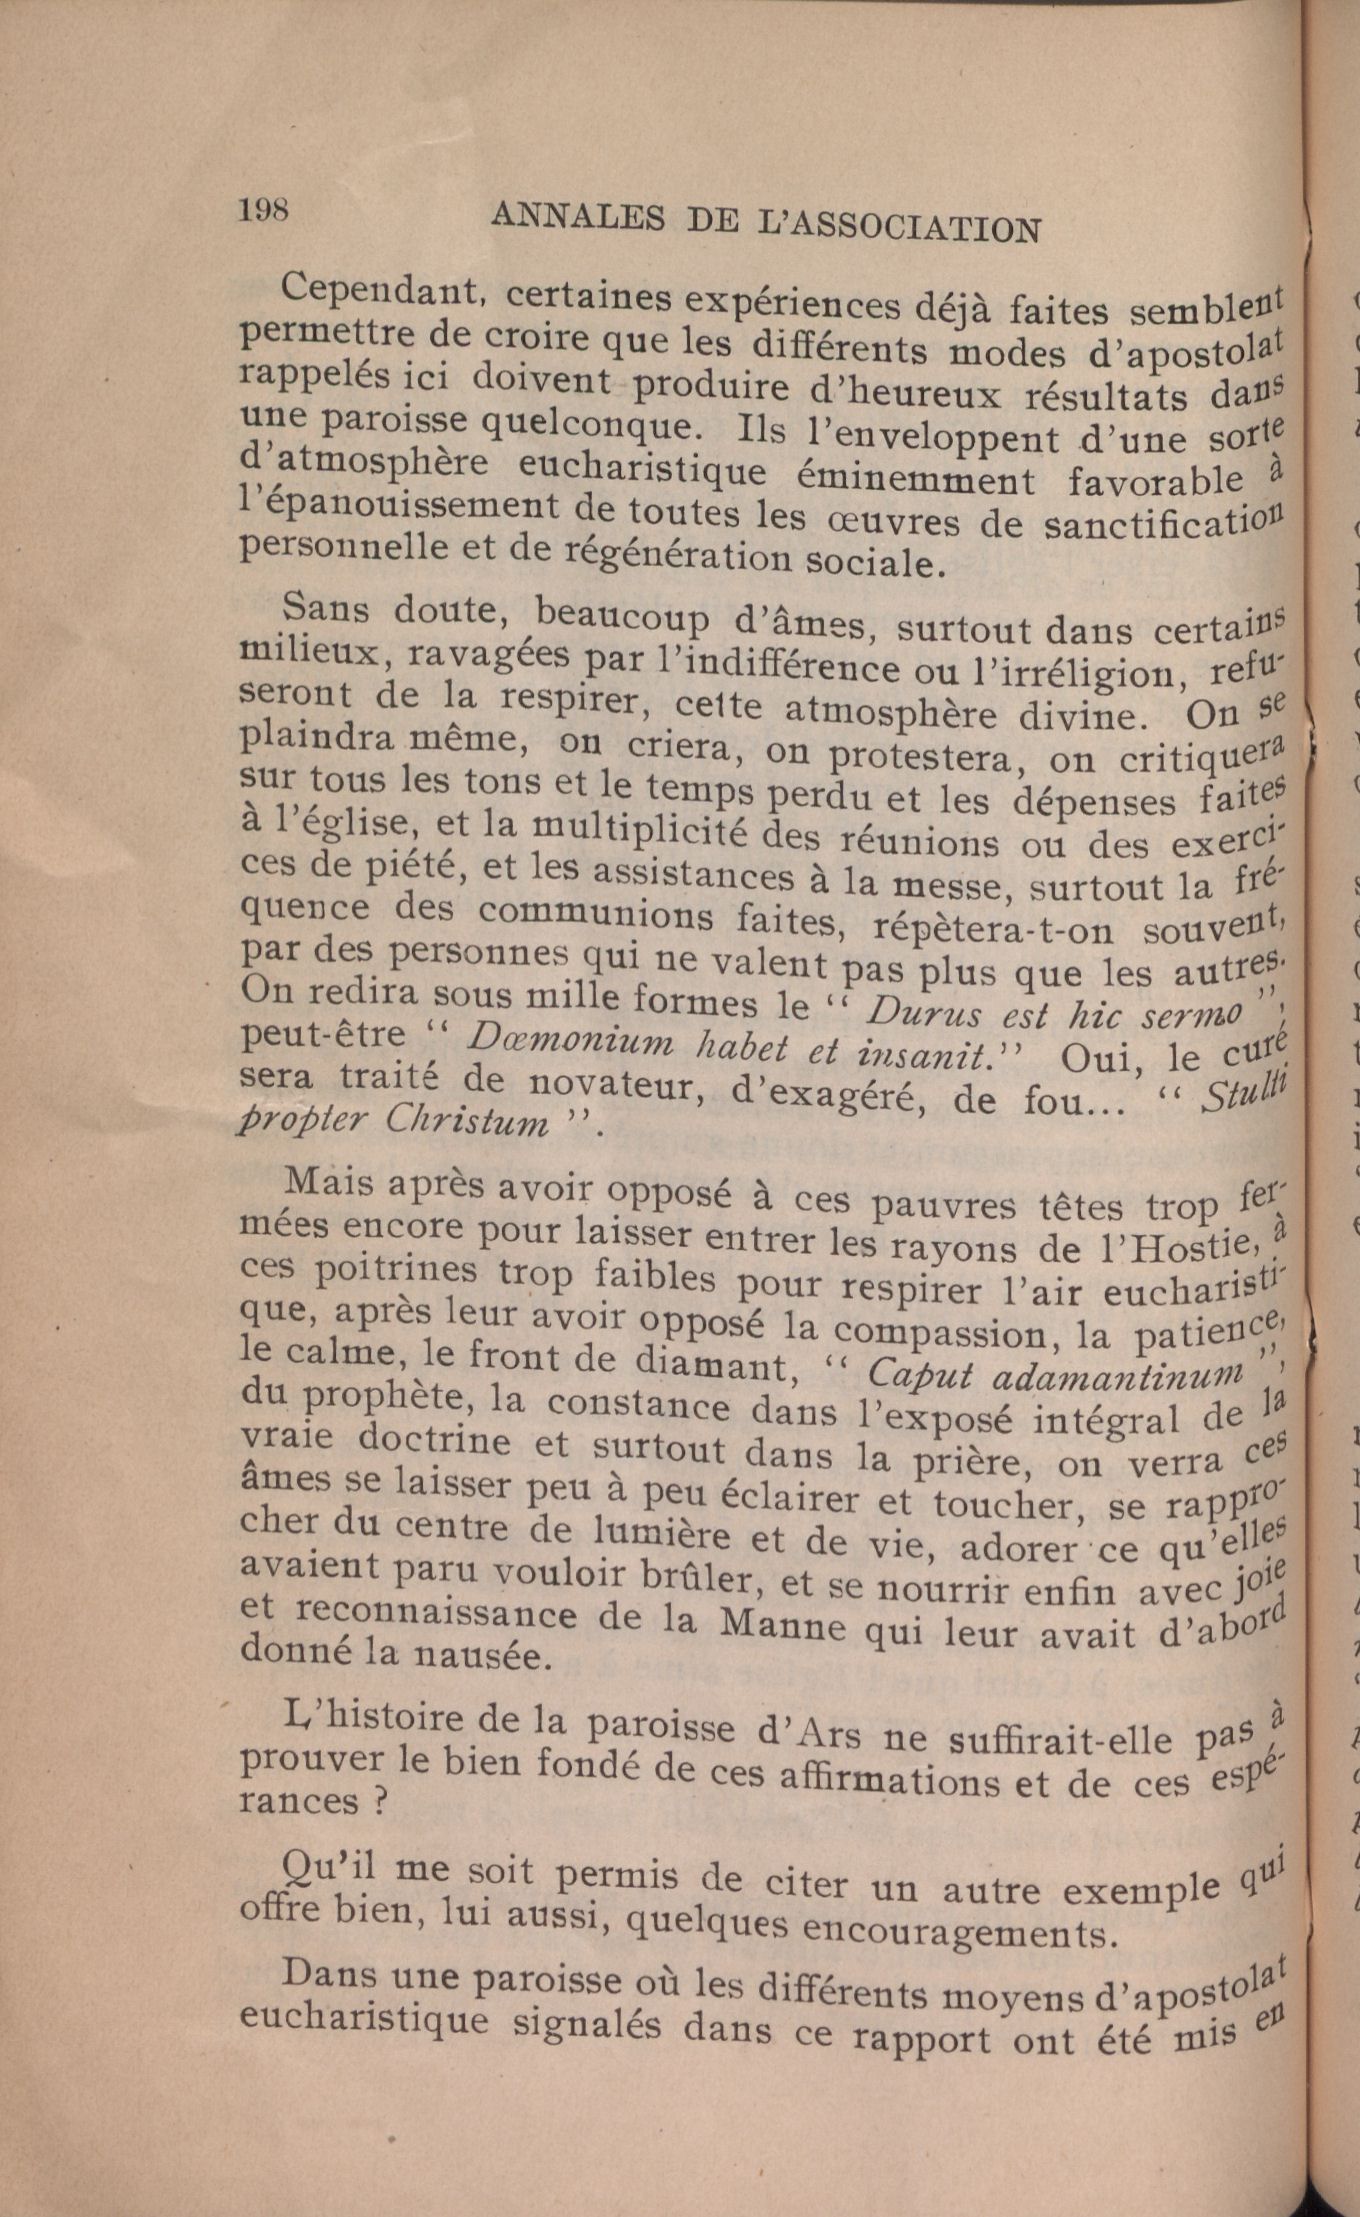 198 ANNALES DE L'ASSOCIATION
Cependant, certaines expériences déjà faites semblent
permettre de croire que les différents modes d'apostolat
rappelés ici doivent produire d'heureux résultats dans
une paroisse quelconque. Ils l'enveloppent d'une sorte
d'atmosphère eucharistique éminemment favorable à
l'épanouissement de toutes les œuvres de sanctification
personnelle et de régénération sociale.
Sans doute, beaucoup d'âmes, surtout dans certains
milieux, ravagées par l'indifférence ou l'irréligion, refu-
seront de la respirer, cette atmosphère divine. On se
plaindra même, on criera, on protestera, on critiquera
sur tous les tons et le temps perdu et les dépenses faites
à l'église, et la multiplicité des réunions ou des exerci-
ces de piété, et les assistances à la messe, surtout la fré-
quence des communions faites, répètera-t-on souvent,
par des personnes qui ne valent pas plus que les autres.
On redira sous mille formes le “ Durus est hic sermo ”,
peut-être “ Dœmonium habet et insanit.” Oui, le curé
sera traité de novateur, d'exagéré, de fou... “ Stulti
propter Christum ”.
Mais après avoir opposé à ces pauvres têtes trop fer-
mées encore pour laisser entrer les rayons de l'Hostie, à
ces poitrines trop faibles pour respirer l'air eucharisti-
que, après leur avoir opposé la compassion, la patience,
le calme, le front de diamant, “ Caput adamantinum ”,
du prophète, la constance dans l'exposé intégral de la
vraie doctrine et surtout dans la prière, on verra ces
âmes se laisser peu à peu éclairer et toucher, se rappro-
cher du centre de lumière et de vie, adorer ce qu'elles
avaient paru vouloir brûler, et se nourrir enfin avec joie
et reconnaissance de la Manne qui leur avait d'abord
donné la nausée.
L'histoire de la paroisse d'Ars ne suffirait-elle pas à
prouver le bien fondé de ces affirmations et de ces espé-
rances ?
Qu'il me soit permis de citer un autre exemple qui
offre bien, lui aussi, quelques encouragements.
Dans une paroisse où les différents moyens d'apostolat
eucharistique signalés dans ce rapport ont été mis en